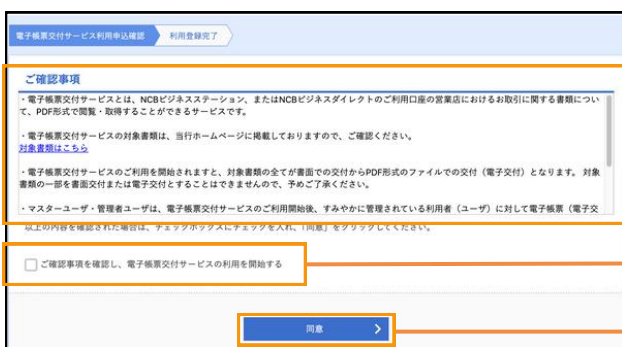 電子帳票交付サービス利用申込確認
利用登録完了
ご確認事項
・電子帳票交付サービスとは、NCBビジネスステーション、またはNCBビジネスダイレクトのご利用口座の営業店におけるお取引に関する書類につい
て、PDF形式で閲覧・取得することができるサービスです。
・電子帳票交付サービスの対象書類は、当行ホームページに掲載しておりますので、ご確認ください。
対象書類はこちら
・電子帳票交付サービスのご利用を開始されますと、対象書類の全てが書面での交付からPDF形式のファイルでの交付（電子交付）となります。 対象
書類の一部を書面交付または電子交付とすることはできませんので、予めご了承ください。
・マスターユーザ・管理者ユーザは、電子帳票交付サービスのご利用開始後、すみやかに管理されている利用者（ユーザ）に対して電子帳票（電子交
以上の内容を確認された場合は、チェックボックスにチェックを入れ、「同意」をクリックしてください。
ご確認事項を確認し、電子帳票交付サービスの利用を開始する
同意